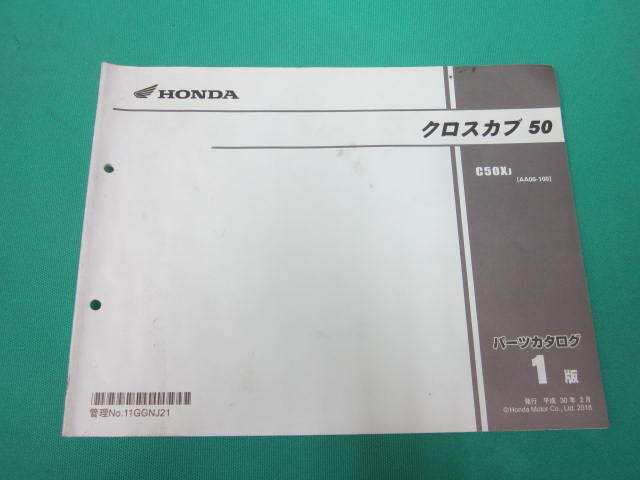 HONDA
クロスカブ 50
C50XJ
[AA06-100]
パーツカタログ
1 版
発行 平成 30 年 2 月
©Honda Motor Co., Ltd. 2018
管理No.11GGNJ21